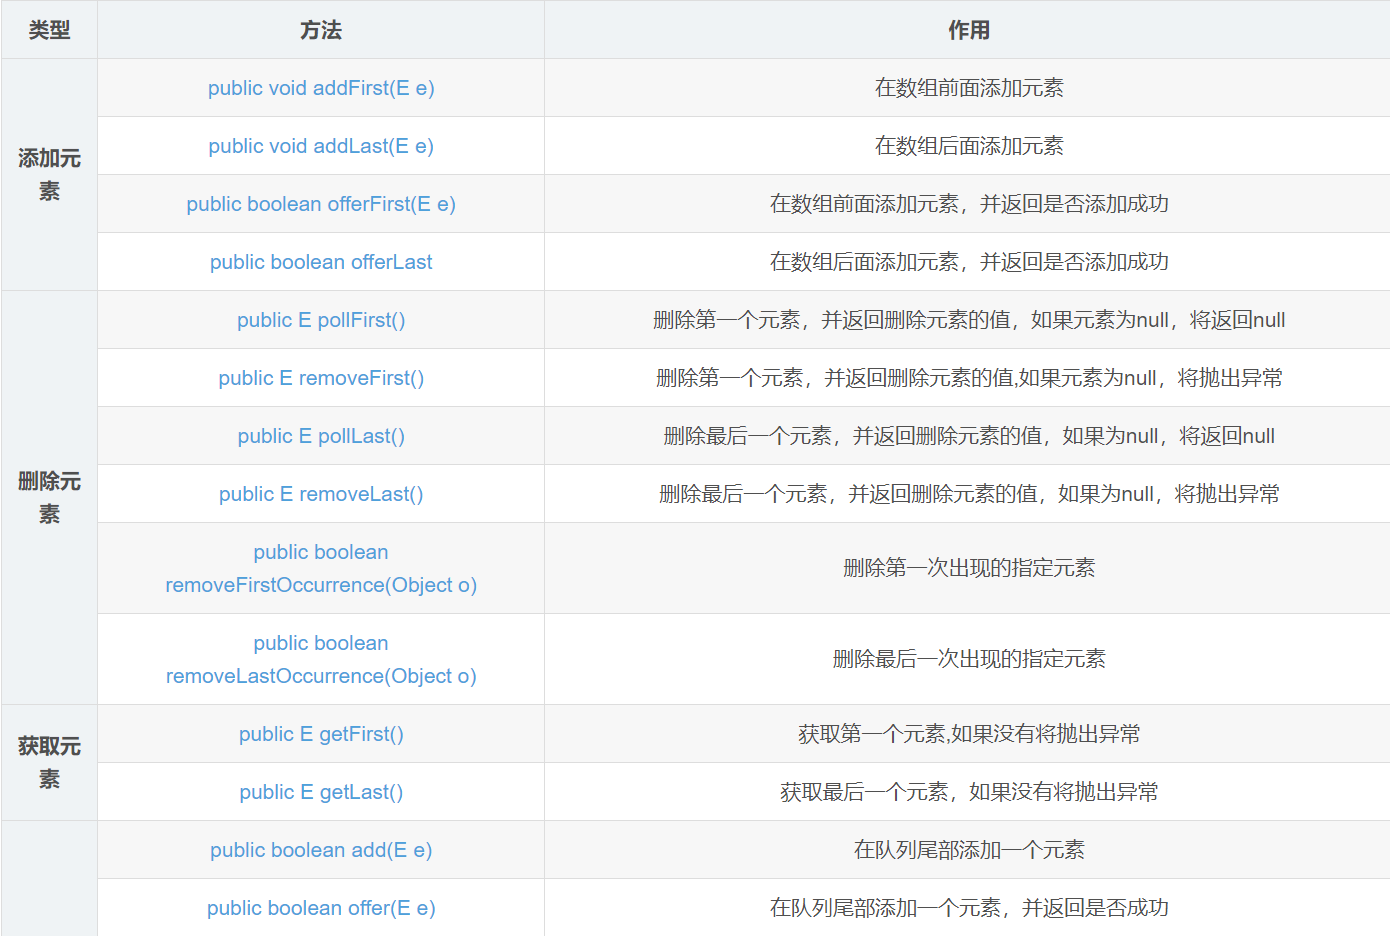 类型 方法 作用
添加元
素
public void addFirst(E e) 在数组前面添加元素
public void addLast(E e) 在数组后面添加元素
public boolean offerFirst(E e) 在数组前面添加元素，并返回是否添加成功
public boolean offerLast 在数组后面添加元素，并返回是否添加成功
删除元
素
public E pollFirst() 删除第一个元素，并返回删除元素的值，如果元素为null，将返回null
public E removeFirst() 删除第一个元素，并返回删除元素的值,如果元素为null，将抛出异常
public E pollLast() 删除最后一个元素，并返回删除元素的值，如果为null，将返回null
public E removeLast() 删除最后一个元素，并返回删除元素的值，如果为null，将抛出异常
public boolean
removeFirstOccurrence(Object o) 删除第一次出现的指定元素
public boolean
removeLastOccurrence(Object o) 删除最后一次出现的指定元素
获取元
素
public E getFirst() 获取第一个元素,如果没有将抛出异常
public E getLast() 获取最后一个元素，如果没有将抛出异常
public boolean add(E e) 在队列尾部添加一个元素
public boolean offer(E e) 在队列尾部添加一个元素，并返回是否成功